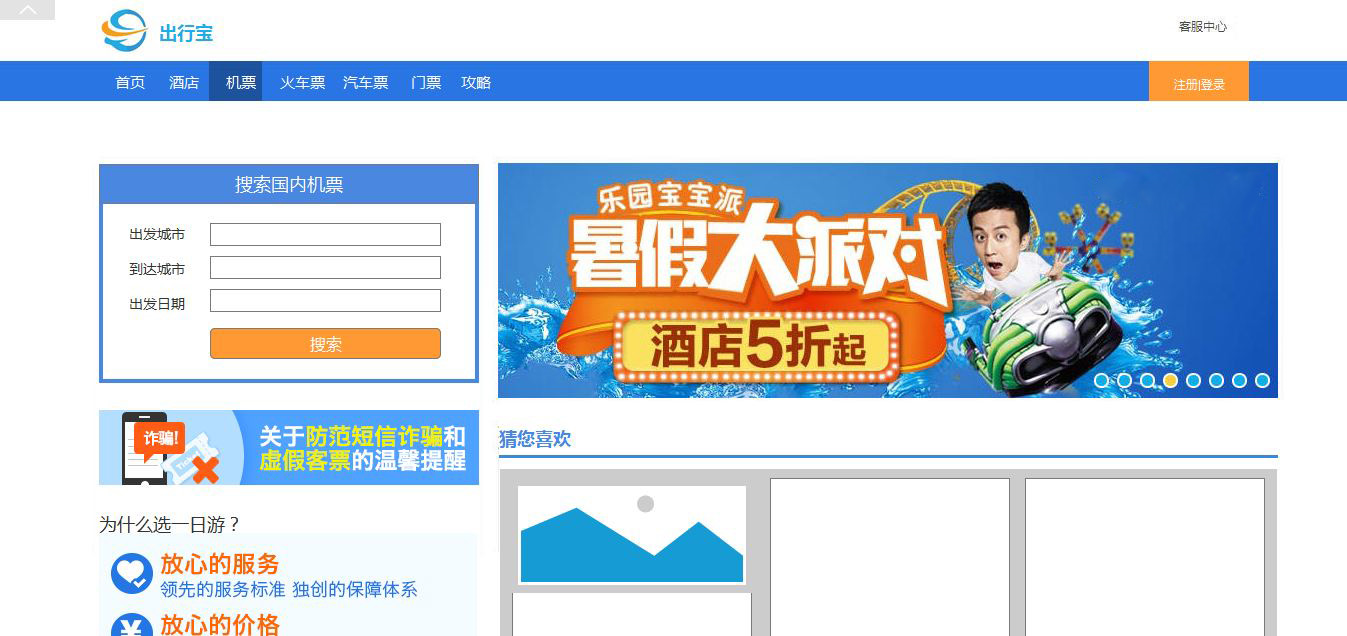 出行宝
客服中心
首页 酒店 机票 火车票 汽车票 门票 攻略
注册|登录
搜索国内机票
出发城市
到达城市
出发日期
搜索
乐园宝宝派
暑假大派对
酒店5折起
诈骗!
Ticket
关于防范短信诈骗和
虚假客票的温馨提醒
猜您喜欢
为什么选一日游？
放心的服务
领先的服务标准 独创的保障体系
¥
放心的价格